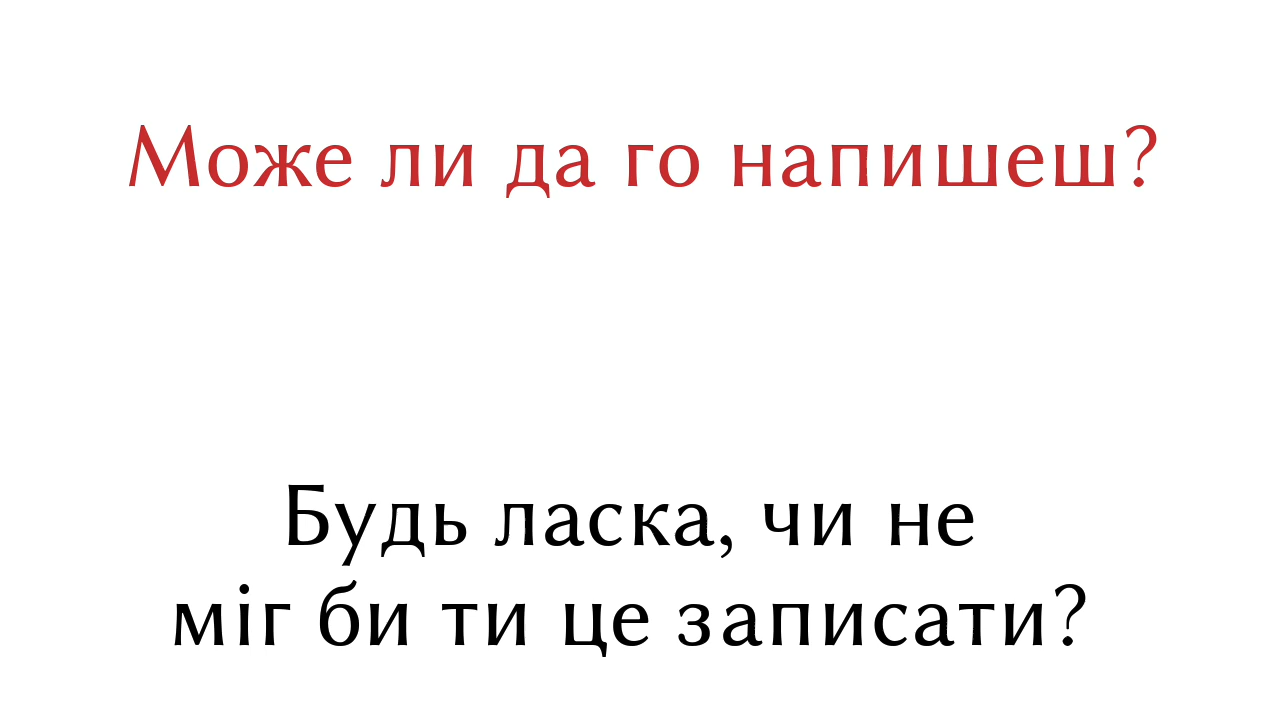 Може ли да го напишеш?
Будь ласка, чи не
міг би ти це записати?